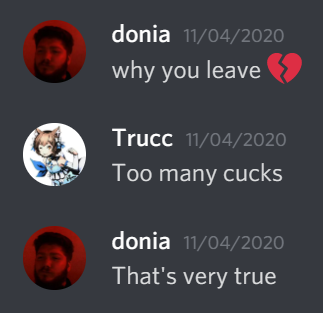 donia 11/04/2020
why you leave 💔
Trucc 11/04/2020
Too many cucks
donia 11/04/2020
That's very true